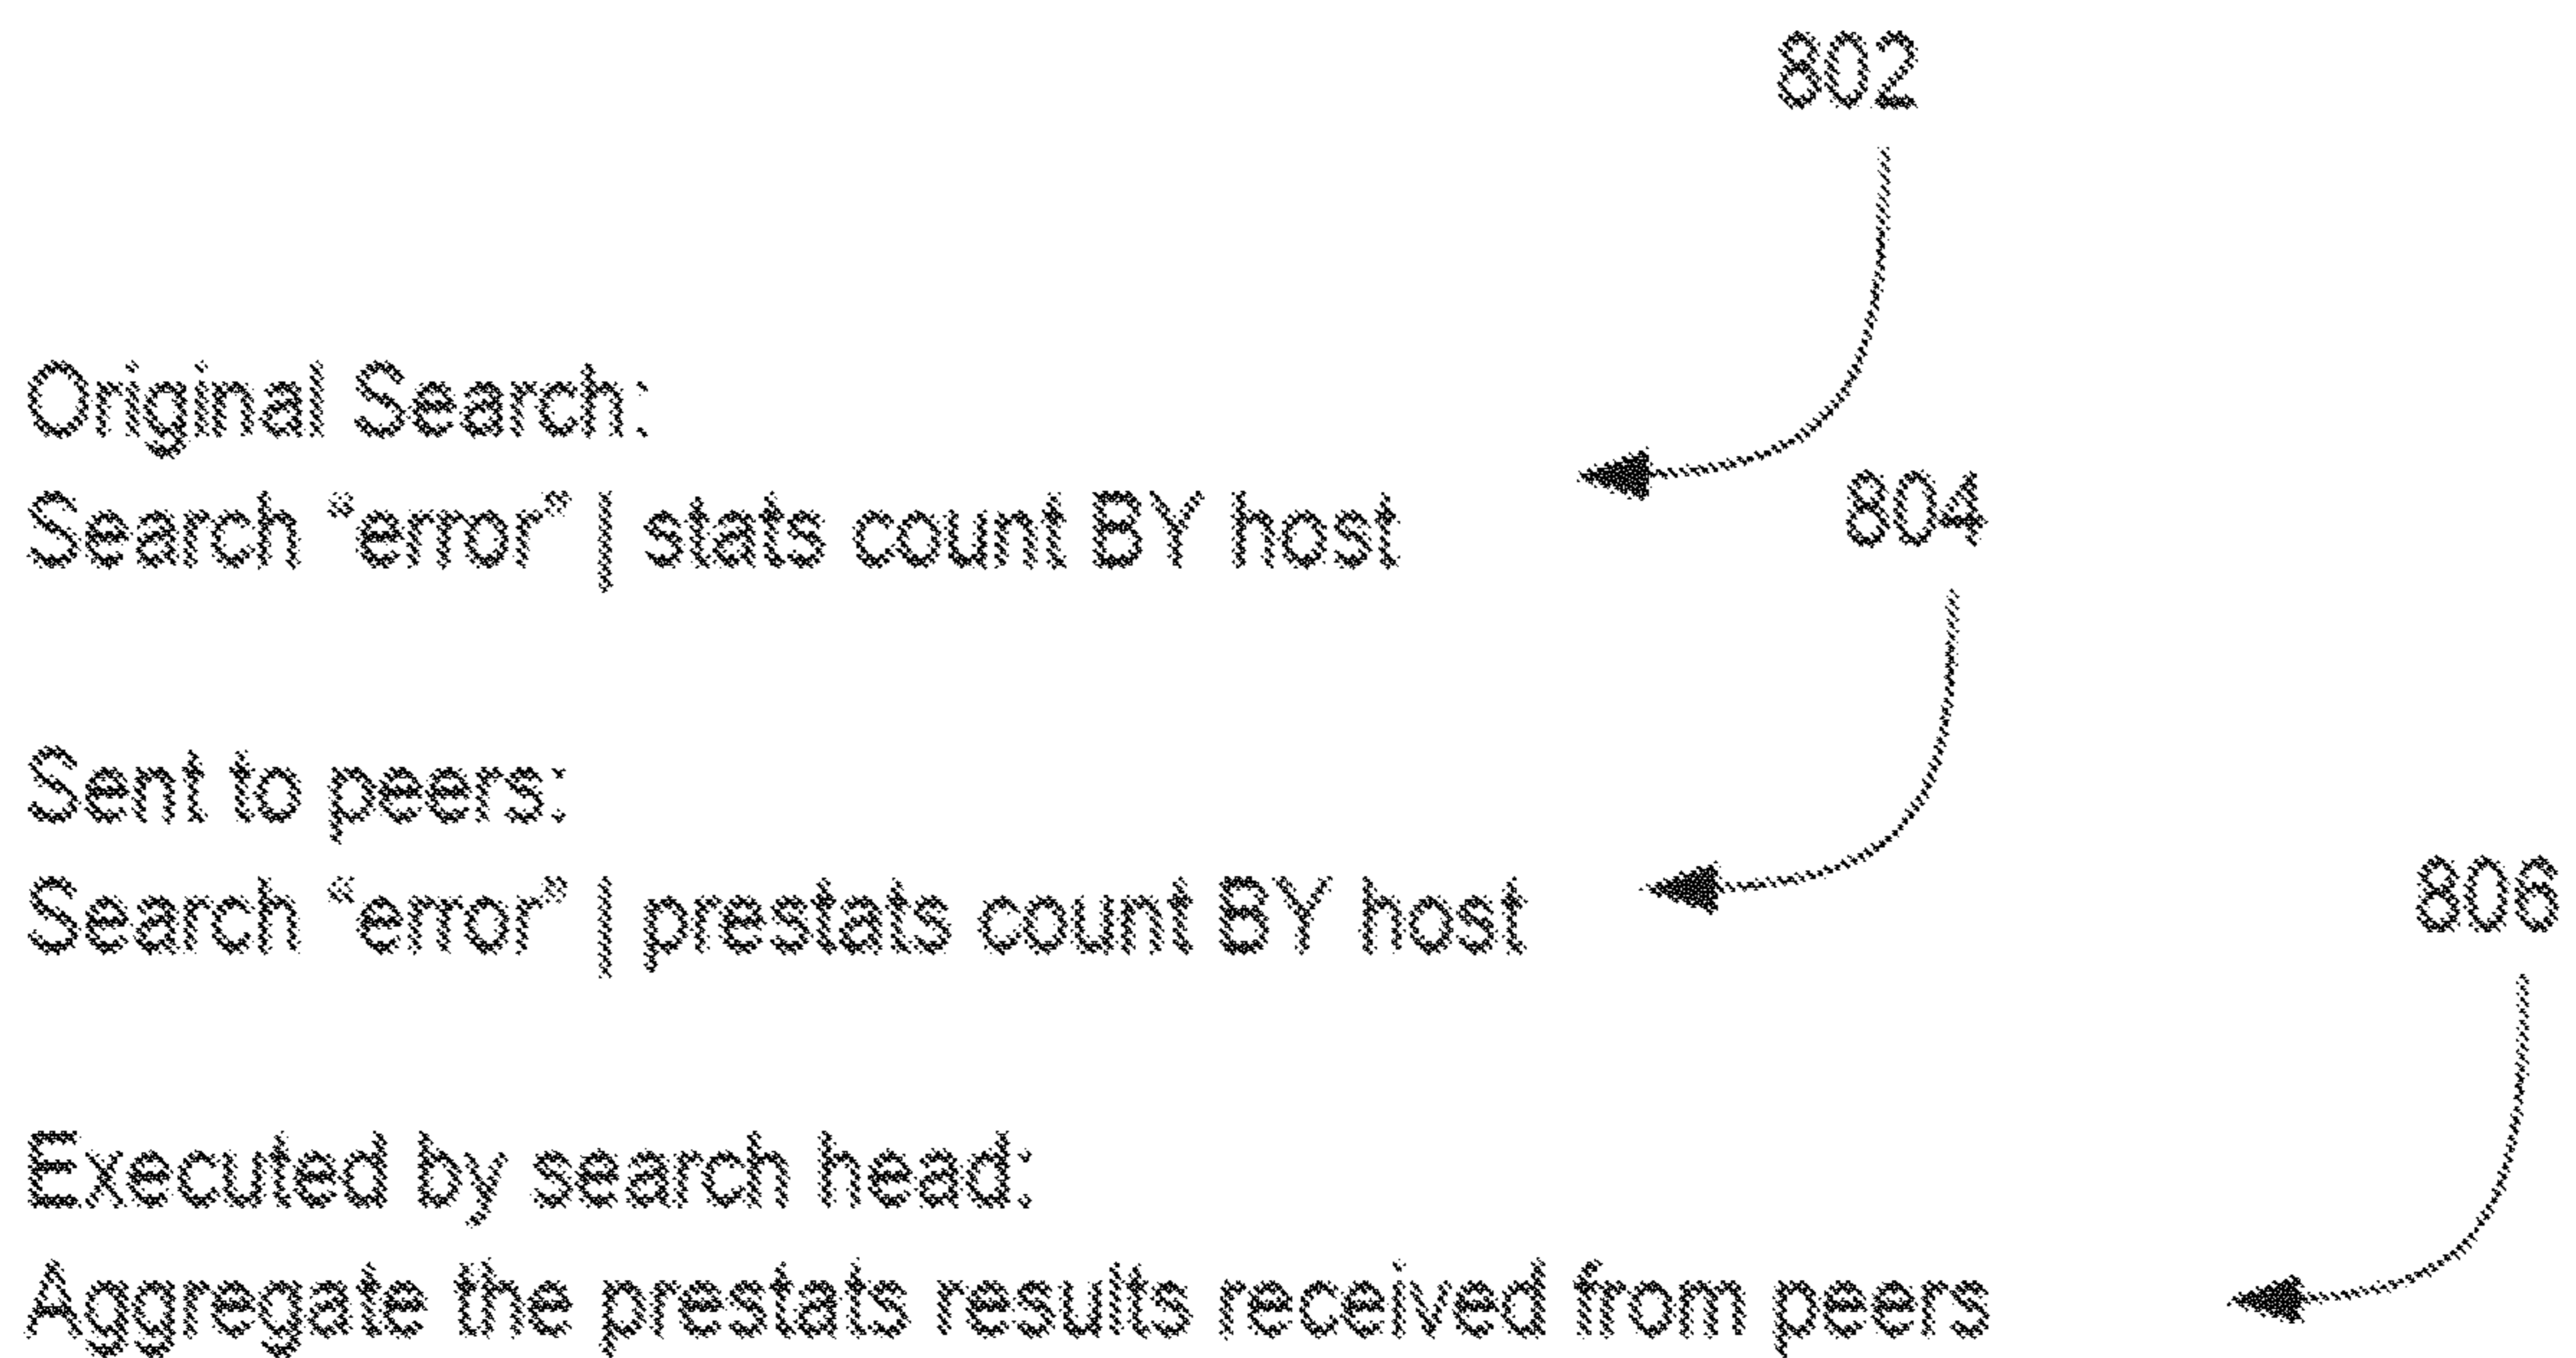 802
Original Search:
Search “error” | stats count BY host
804
Sent to peers:
Search “error” | prestats count BY host
806
Executed by search head:
Aggregate the prestats results received from peers